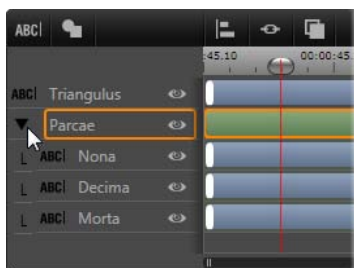 ABC
:45.10 00:00:45
ABC Triangulus
Parcae
L ABC Nona
L ABC Decima
L ABC Morta